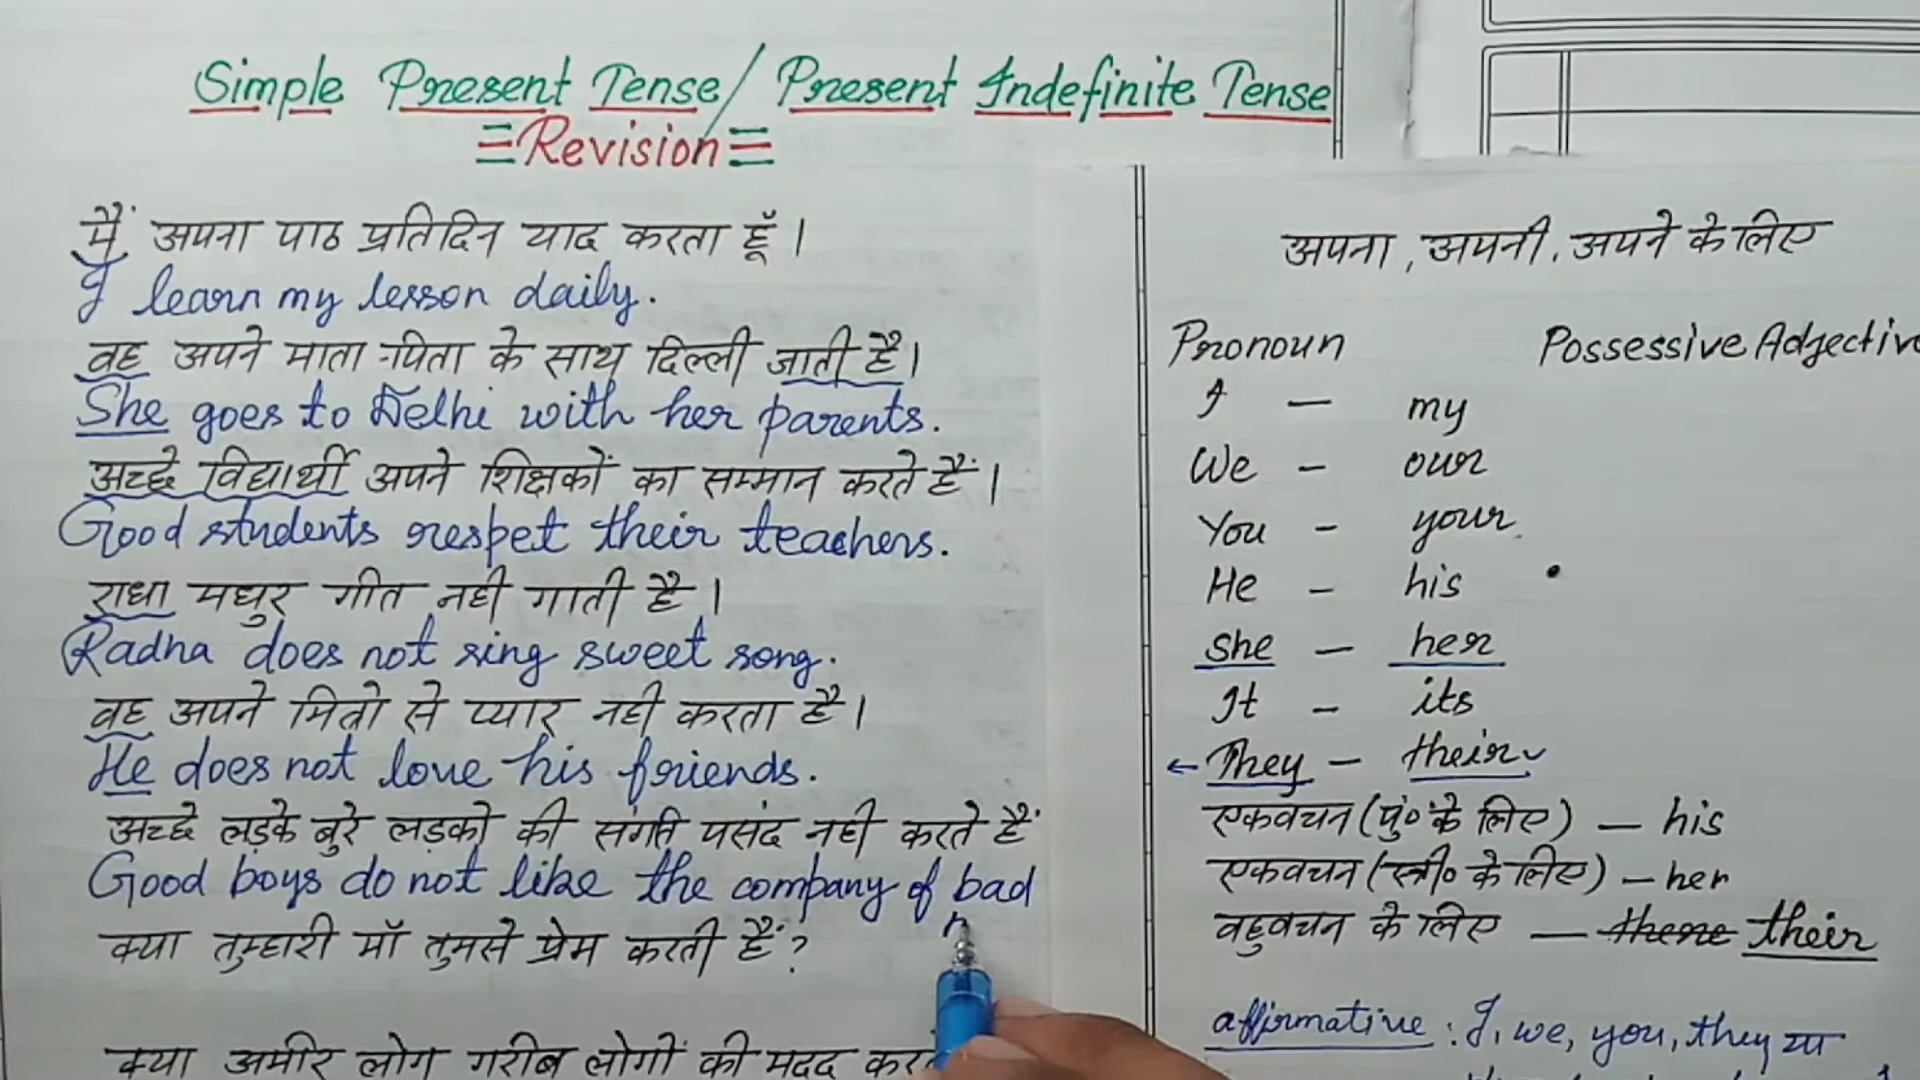 Simple Present Tense/ Present Indefinite Tense
Revision
मैं अपना पाठ प्रतिदिन याद करता हूँ।
I learn my lesson daily.
वह अपने माता-पिता के साथ दिल्ली जाती है।
She goes to Delhi with her parents.
अच्छे विद्यार्थी अपने शिक्षकों का सम्मान करते हैं।
Good students respet their teachers.
राधा मधुर गीत नही गाती है।
Radha does not sing sweet song.
वह अपने मित्रो से प्यार नही करता है।
He does not love his friends.
अच्छे लड़के बुरे लड़को की संगति पसंद नही करते हैं
Good boys do not like the company of bad
क्या तुम्हारी माँ तुमसे प्रेम करती हैं?
क्या अमीर लोग गरीब लोगों की मदद
अपना, अपनी, अपने के लिए
Pronoun Possessive Adjectiv
I — my
We — our
You — your
He — his
she — her
It — its
They — their
एकवचन (पुं० के लिए) — his
एकवचन (स्त्री० के लिए) — her
वहुवचन के लिए — there their
affirmative : I, we, you, they या